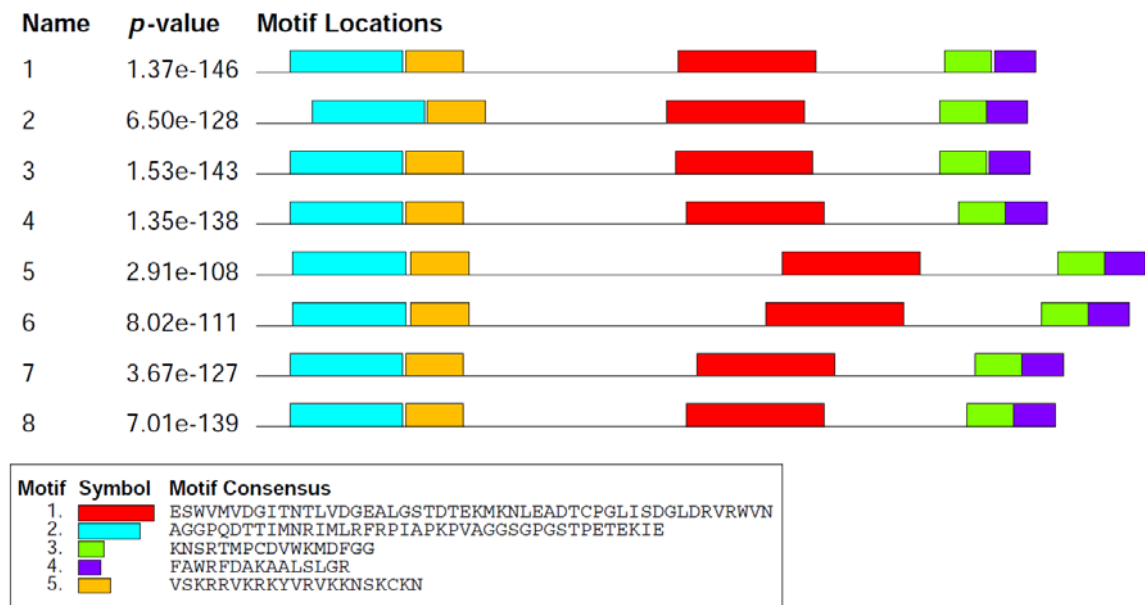 Name p-value Motif Locations
1 1.37e-146
2 6.50e-128
3 1.53e-143
4 1.35e-138
5 2.91e-108
6 8.02e-111
7 3.67e-127
8 7.01e-139
Motif Symbol Motif Consensus
1. ESWVMVDGITNTLVDGEALGSTDTEKMKNLEADTCPGLISDGLDRVRWVN
2. AGGPQDTTIMNRIMLRFRPIAPKPVAGGSGPGSTPETEKIE
3. KNSRTMPCDVWKMDFGG
4. FAWRFDAKAALSLGR
5. VSKRRVKRKYVRVKKNSKCKN